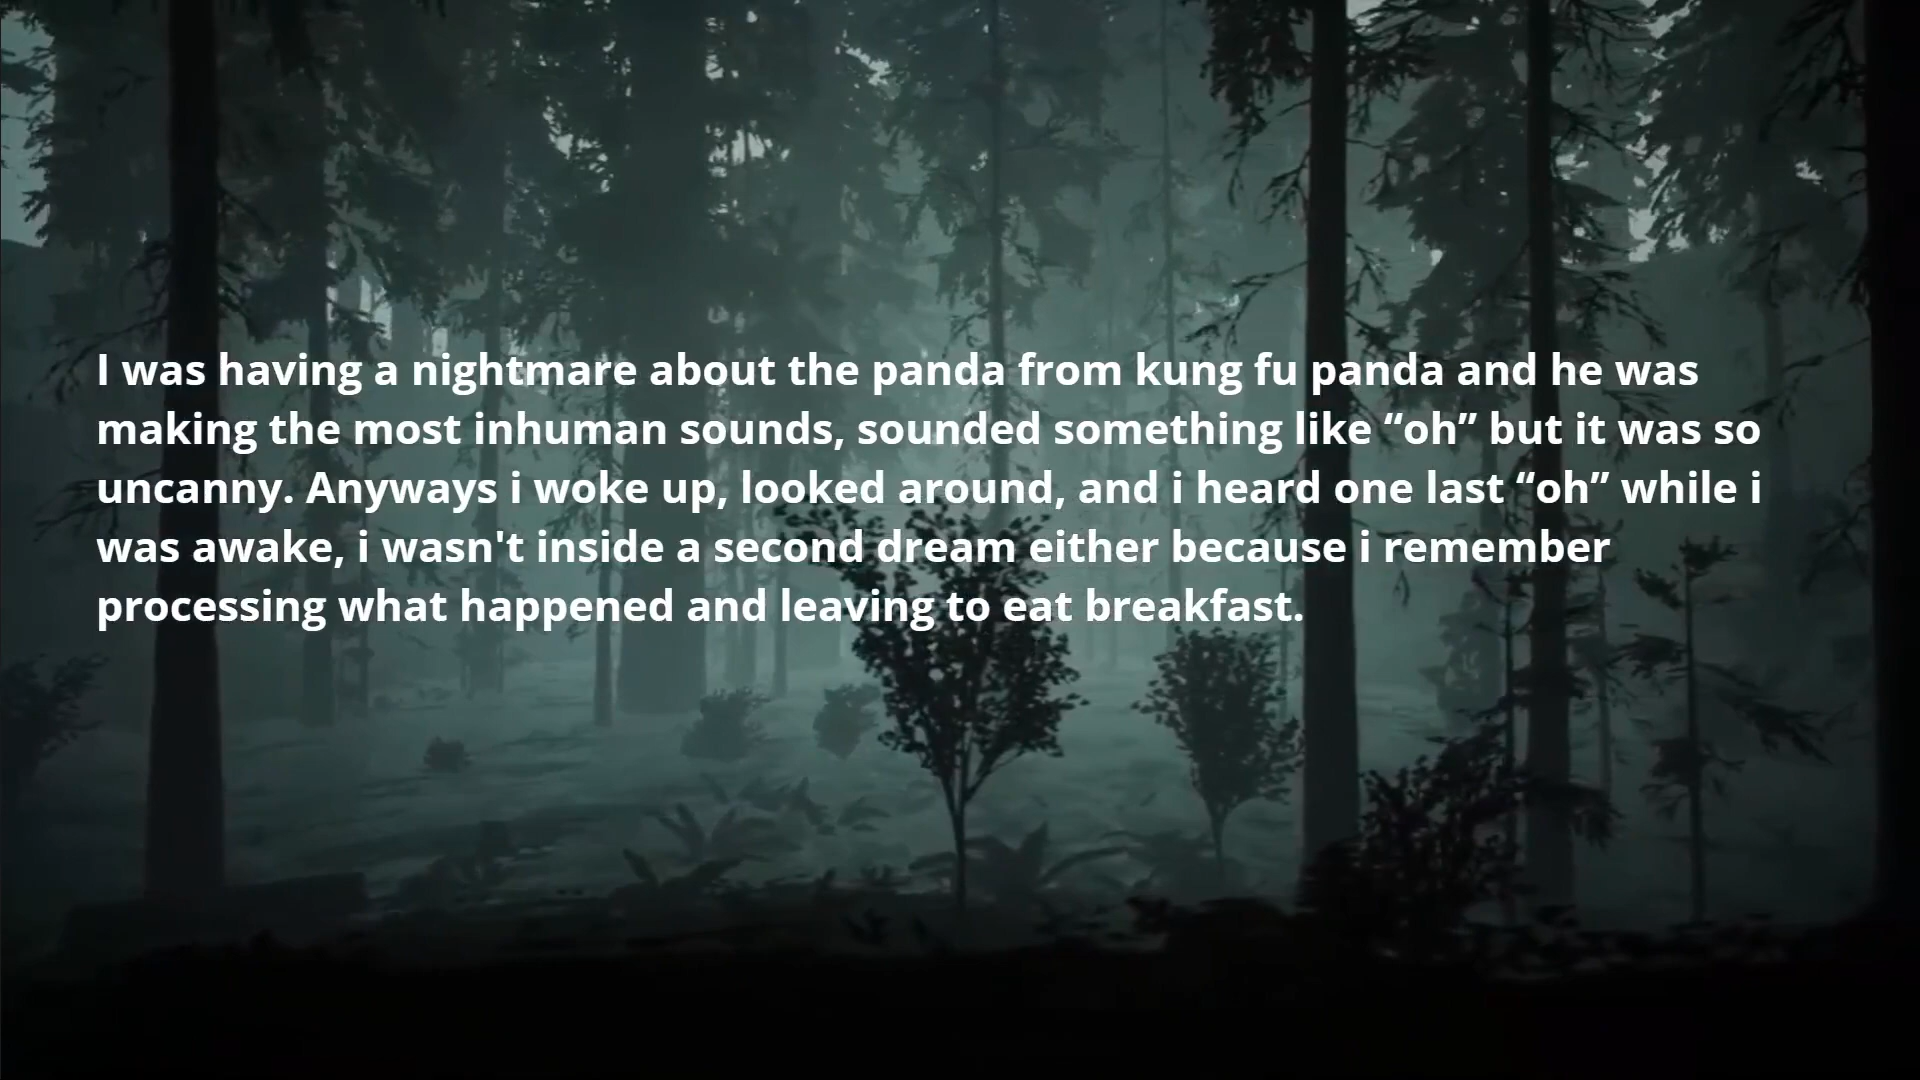 I was having a nightmare about the panda from kung fu panda and he was
making the most inhuman sounds, sounded something like “oh” but it was so
uncanny. Anyways i woke up, looked around, and i heard one last “oh” while i
was awake, i wasn't inside a second dream either because i remember
processing what happened and leaving to eat breakfast.